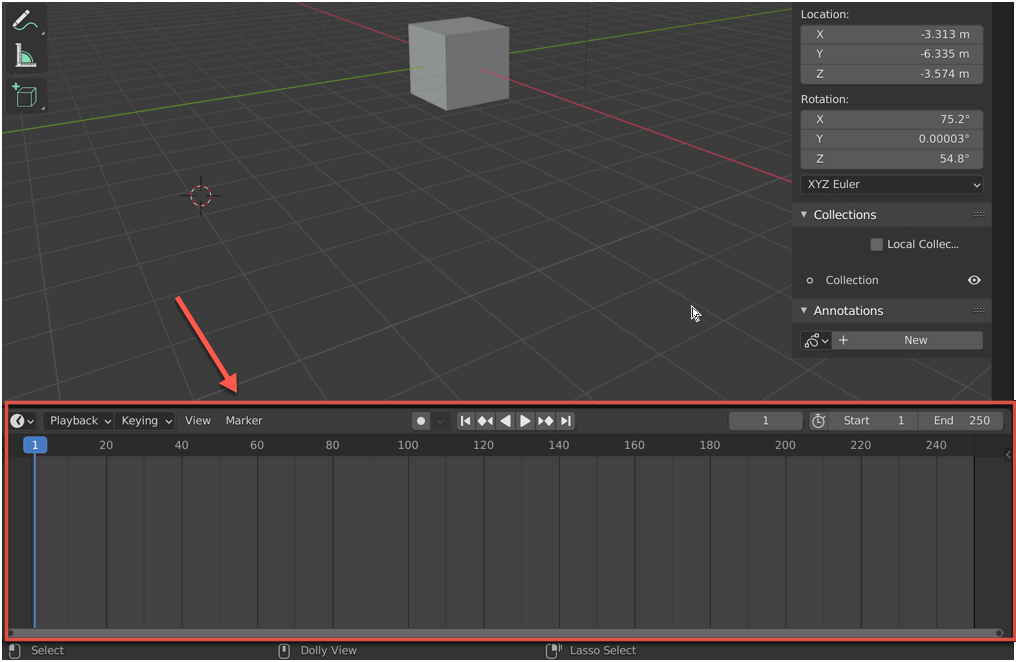 Location:
X -3.313 m
Y -6.335 m
Z -3.574 m
Rotation:
X 75.2°
Y 0.00003°
Z 54.8°
XYZ Euler
Collections
Local Collec...
Collection
Annotations
+ New
Playback Keying View Marker 1 Start 1 End 250
1 20 40 60 80 100 120 140 160 180 200 220 240
Select Dolly View Lasso Select